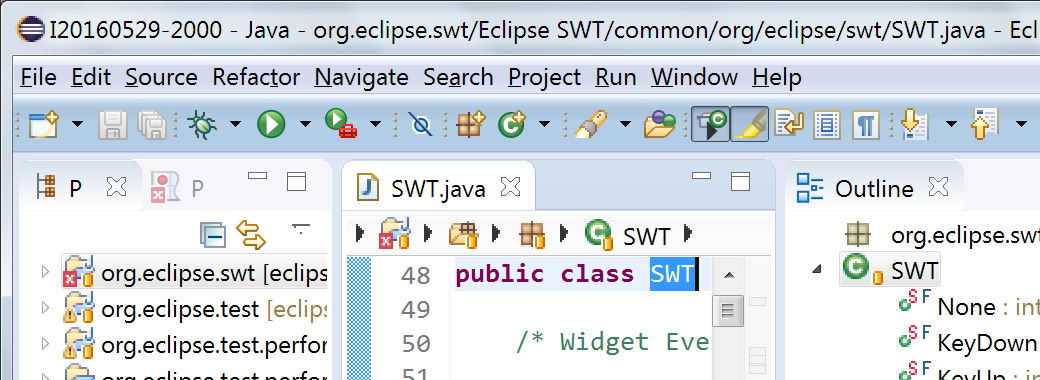 I20160529-2000 - Java - org.eclipse.swt/Eclipse SWT/common/org/eclipse/swt/SWT.java - Ecl
File Edit Source Refactor Navigate Search Project Run Window Help
P P SWT.java Outline
SWT
org.eclipse.swt [eclips
org.eclipse.test [eclips
org.eclipse.test.perfor
org.eclipse.test.perfor
48 public class SWT
49
50 /* Widget Eve
51
org.eclipse.swt
SWT
None : int
KeyDown
KeyUp : int